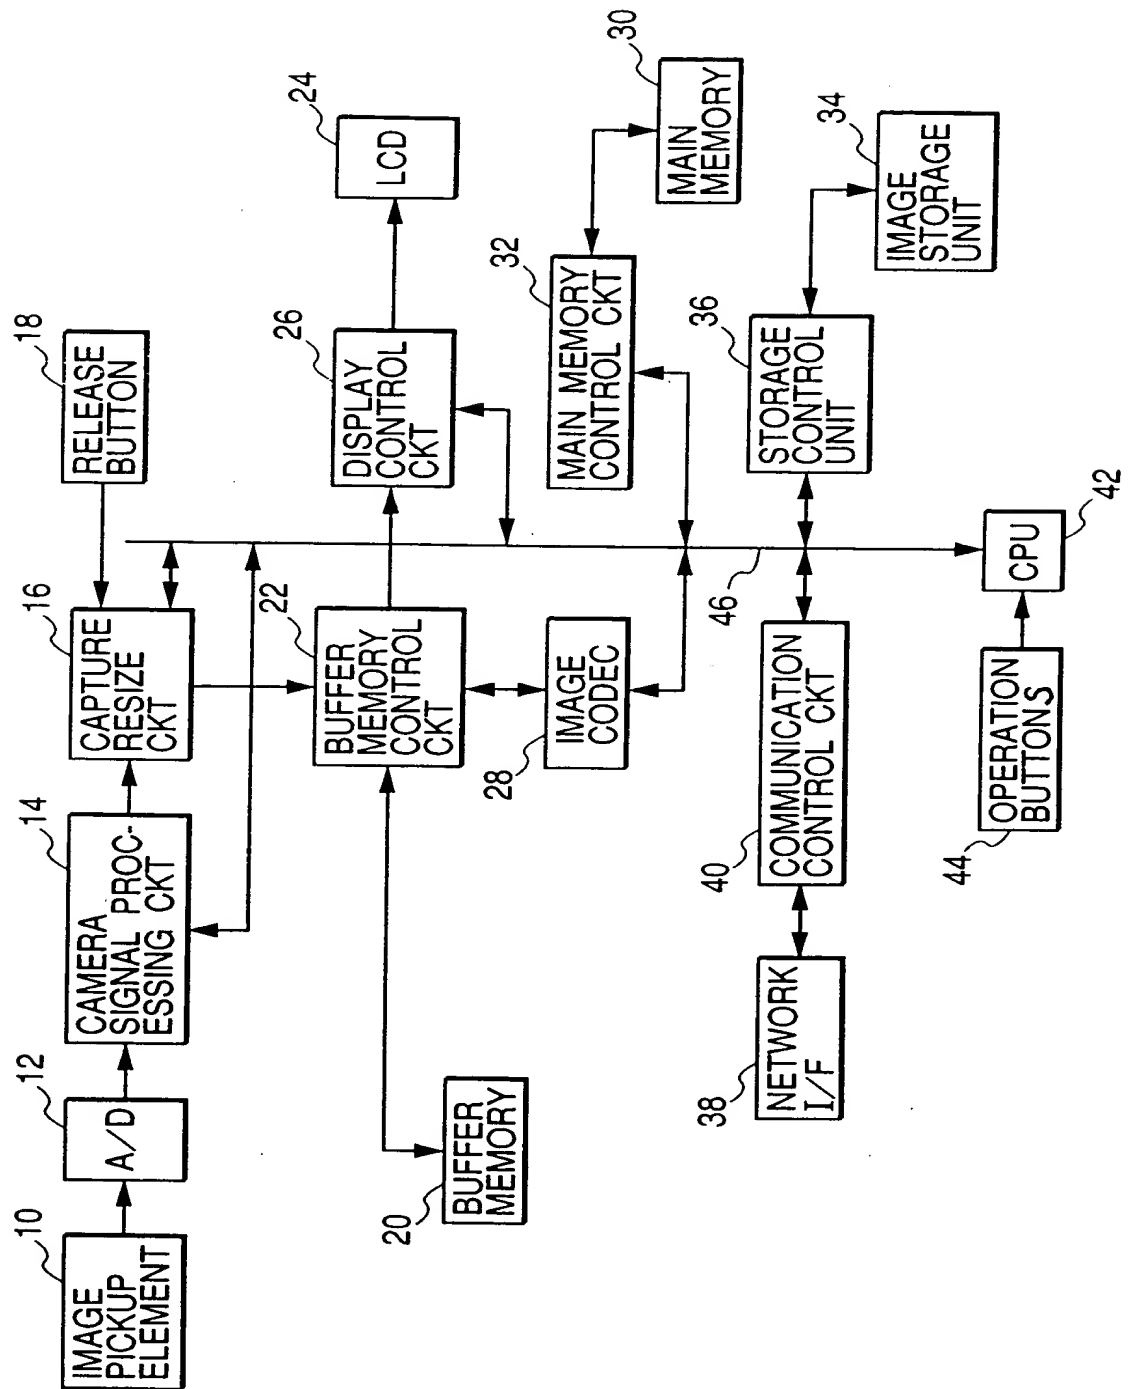 10
IMAGE
PICKUP
ELEMENT
12
A/D
14
CAMERA
SIGNAL PROC-
ESSING CKT
16
CAPTURE
RESIZE
CKT
18
RELEASE
BUTTON
20
BUFFER
MEMORY
22
BUFFER
MEMORY
CONTROL
CKT
26
DISPLAY
CONTROL
CKT
24
LCD
28
IMAGE
CODEC
32
MAIN MEMORY
CONTROL CKT
30
MAIN
MEMORY
38
NETWORK
I/F
40
COMMUNICATION
CONTROL CKT
46
36
STORAGE
CONTROL
UNIT
34
IMAGE
STORAGE
UNIT
44
OPERATION
BUTTONS
CPU
42